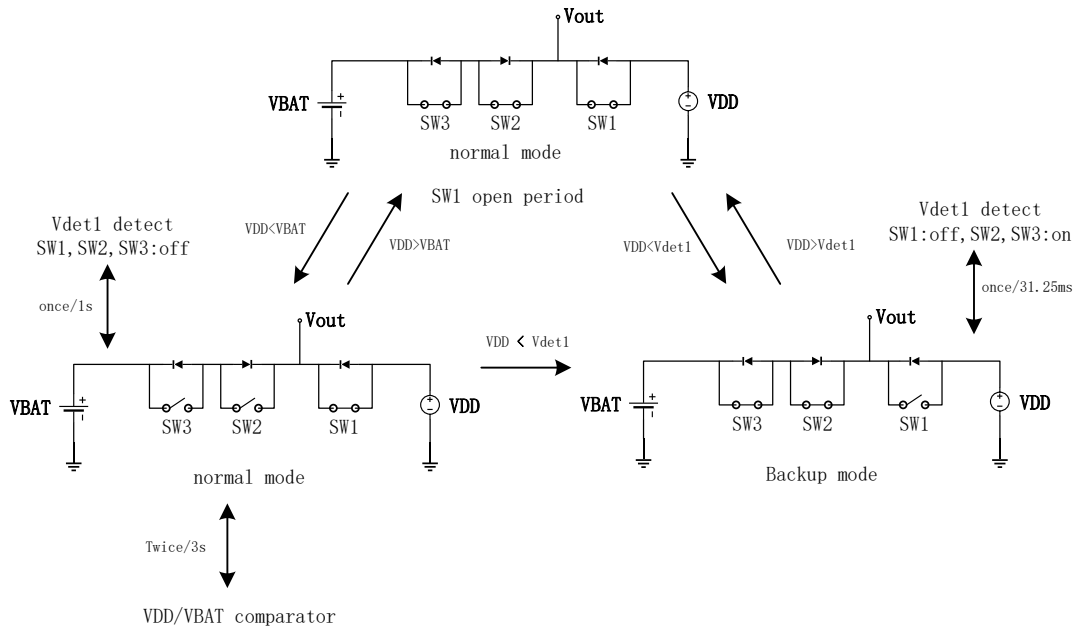 Vout
VBAT
+
-
SW3
SW2
SW1
+
-
VDD
normal mode
SW1 open period
Vdet1 detect
SW1,SW2,SW3:off
once/1s
VDD<VBAT
VDD>VBAT
VDD<Vdet1
VDD>Vdet1
Vdet1 detect
SW1:off,SW2,SW3:on
once/31.25ms
Vout
VBAT
+
-
SW3
SW2
SW1
+
-
VDD
normal mode
VDD < Vdet1
Vout
VBAT
+
-
SW3
SW2
SW1
+
-
VDD
Backup mode
Twice/3s
VDD/VBAT comparator